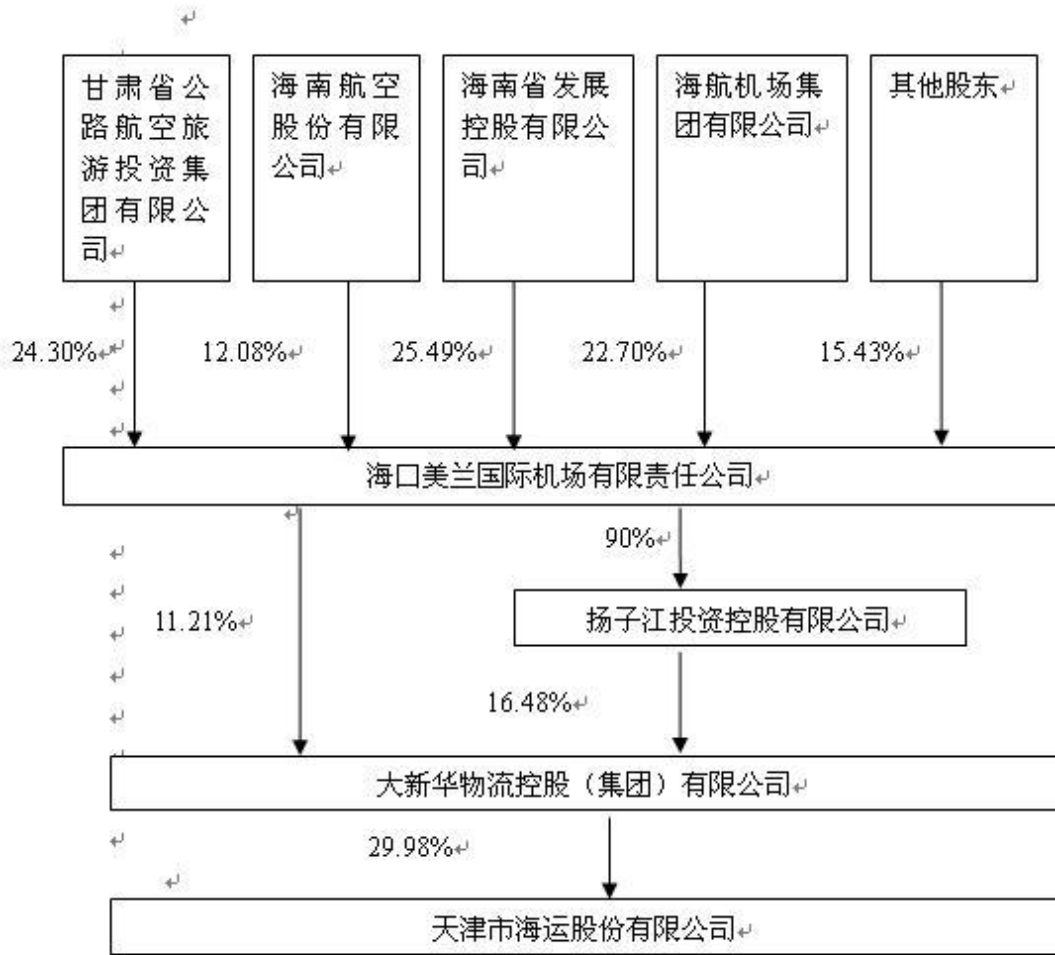 甘肃省公
路航空旅
游投资集
团有限公
司
海南航空
股份有限
公司
海南省发展
控股有限公
司
海航机场集
团有限公司
其他股东
24.30%
12.08%
25.49%
22.70%
15.43%
海口美兰国际机场有限责任公司
90%
扬子江投资控股有限公司
11.21%
16.48%
大新华物流控股（集团）有限公司
29.98%
天津市海运股份有限公司